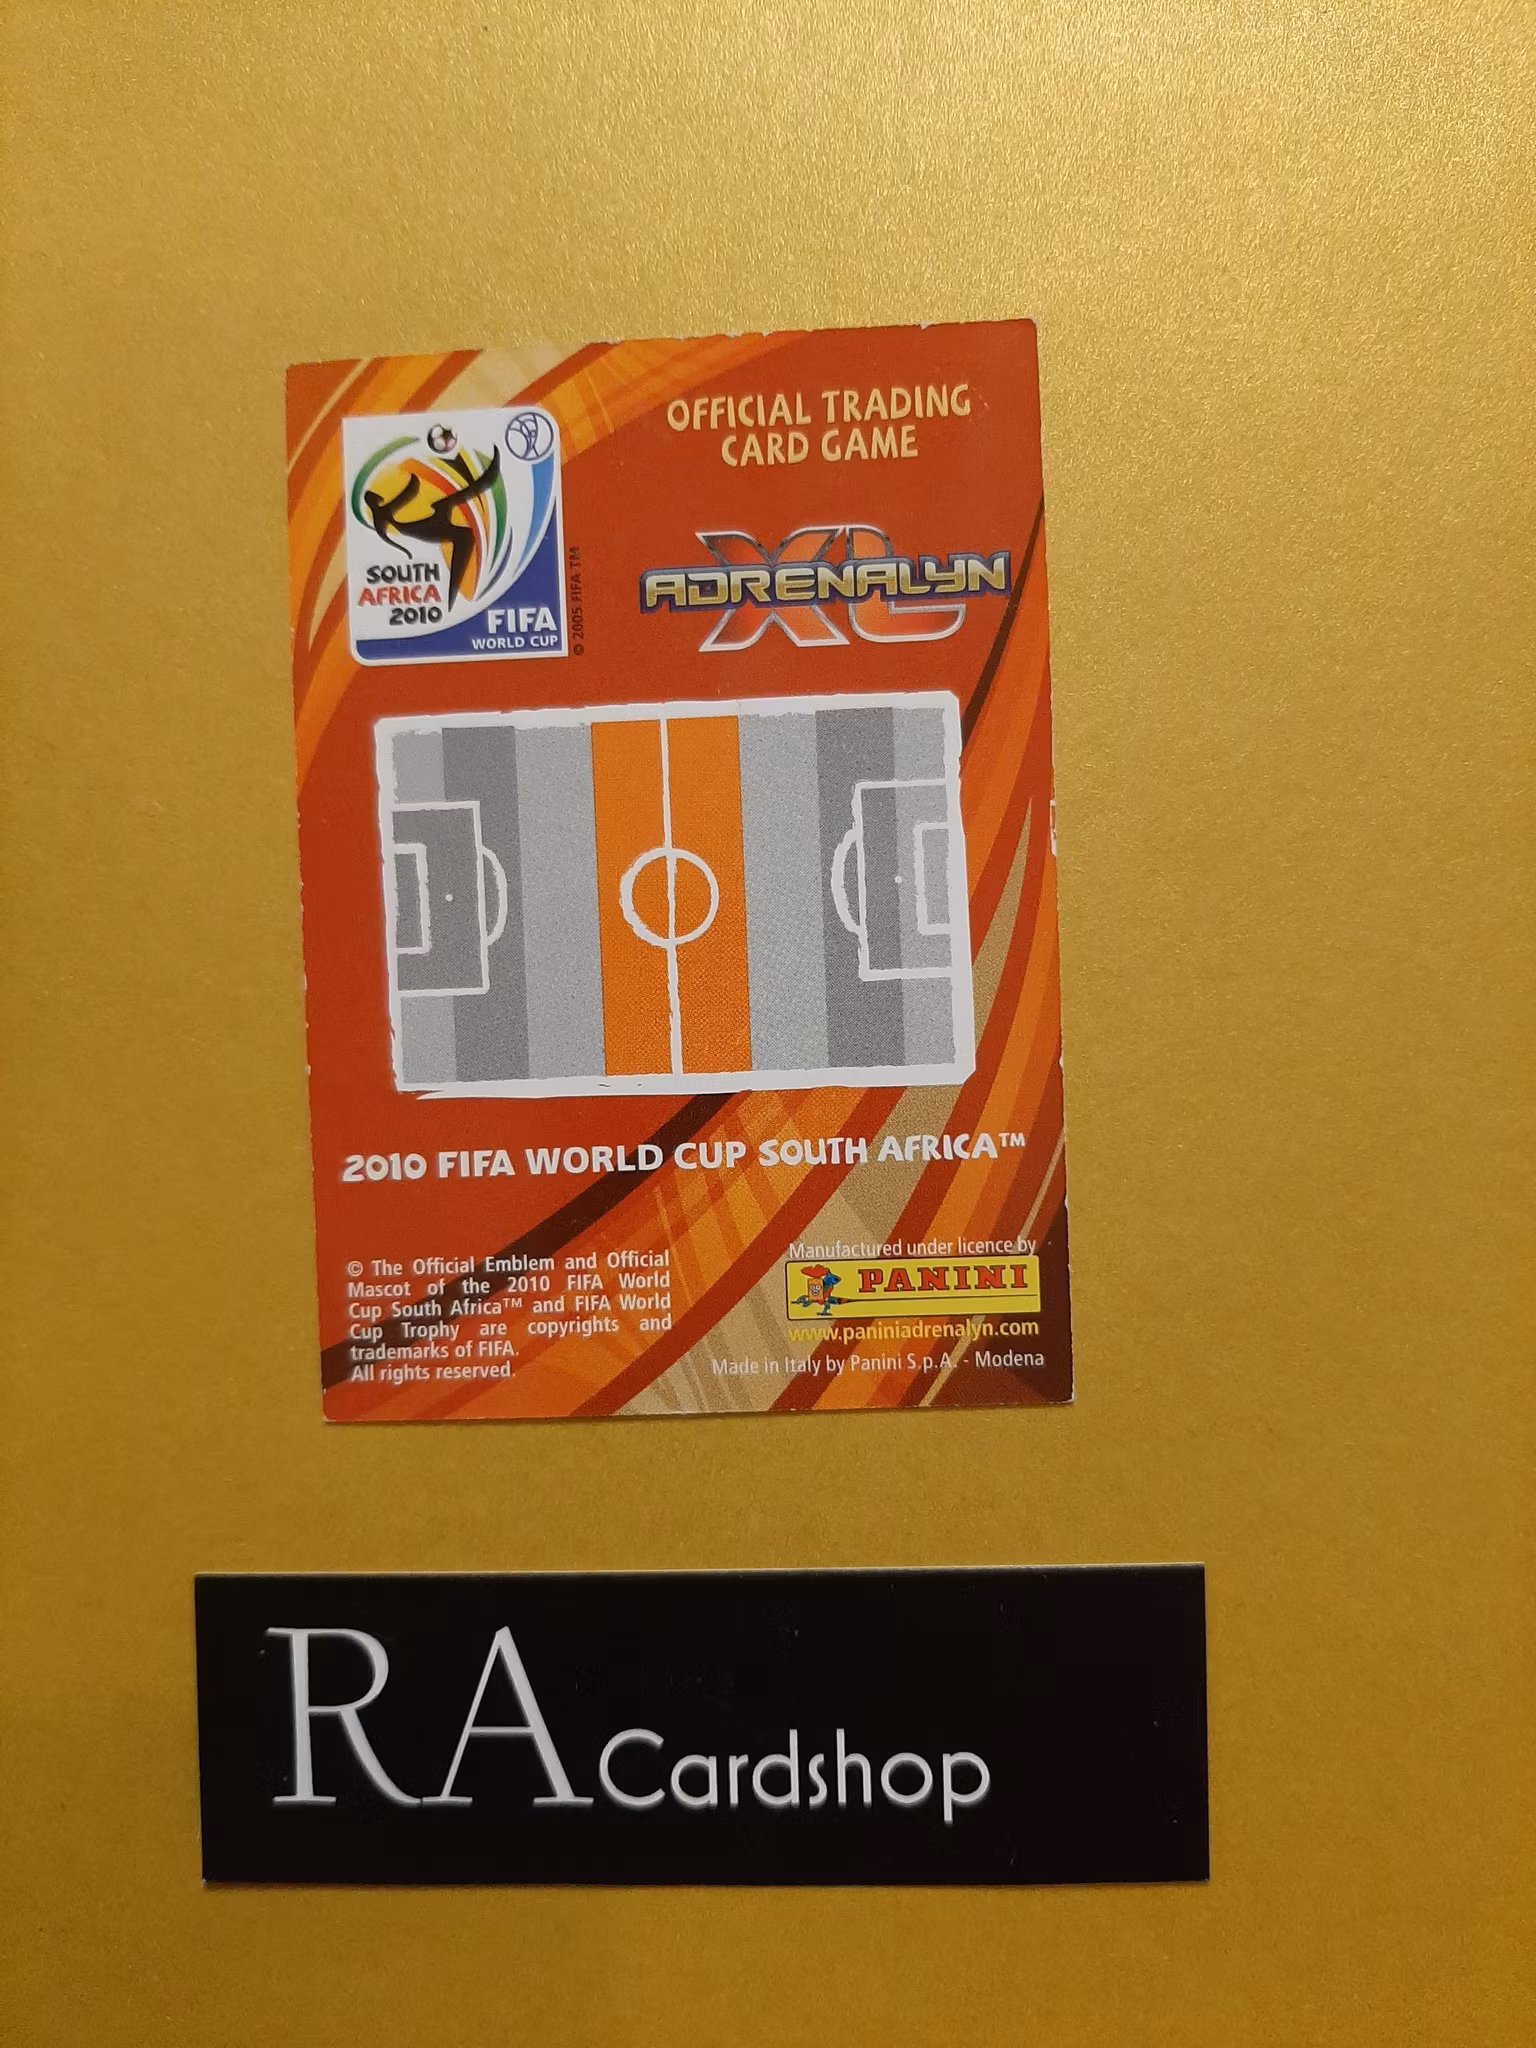 OFFICIAL TRADING
CARD GAME
SOUTH
AFRICA
2010
FIFA
WORLD CUP
© 2005 FIFA TM
ADRENALYN
XL
2010 FIFA WORLD CUP SOUTH AFRICA™
© The Official Emblem and Official
Mascot of the 2010 FIFA World
Cup South Africa™ and FIFA World
Cup Trophy are copyrights and
trademarks of FIFA.
All rights reserved.
Manufactured under licence by
PANINI
www.paniniadrenalyn.com
Made in Italy by Panini S.p.A. - Modena
RA Cardshop